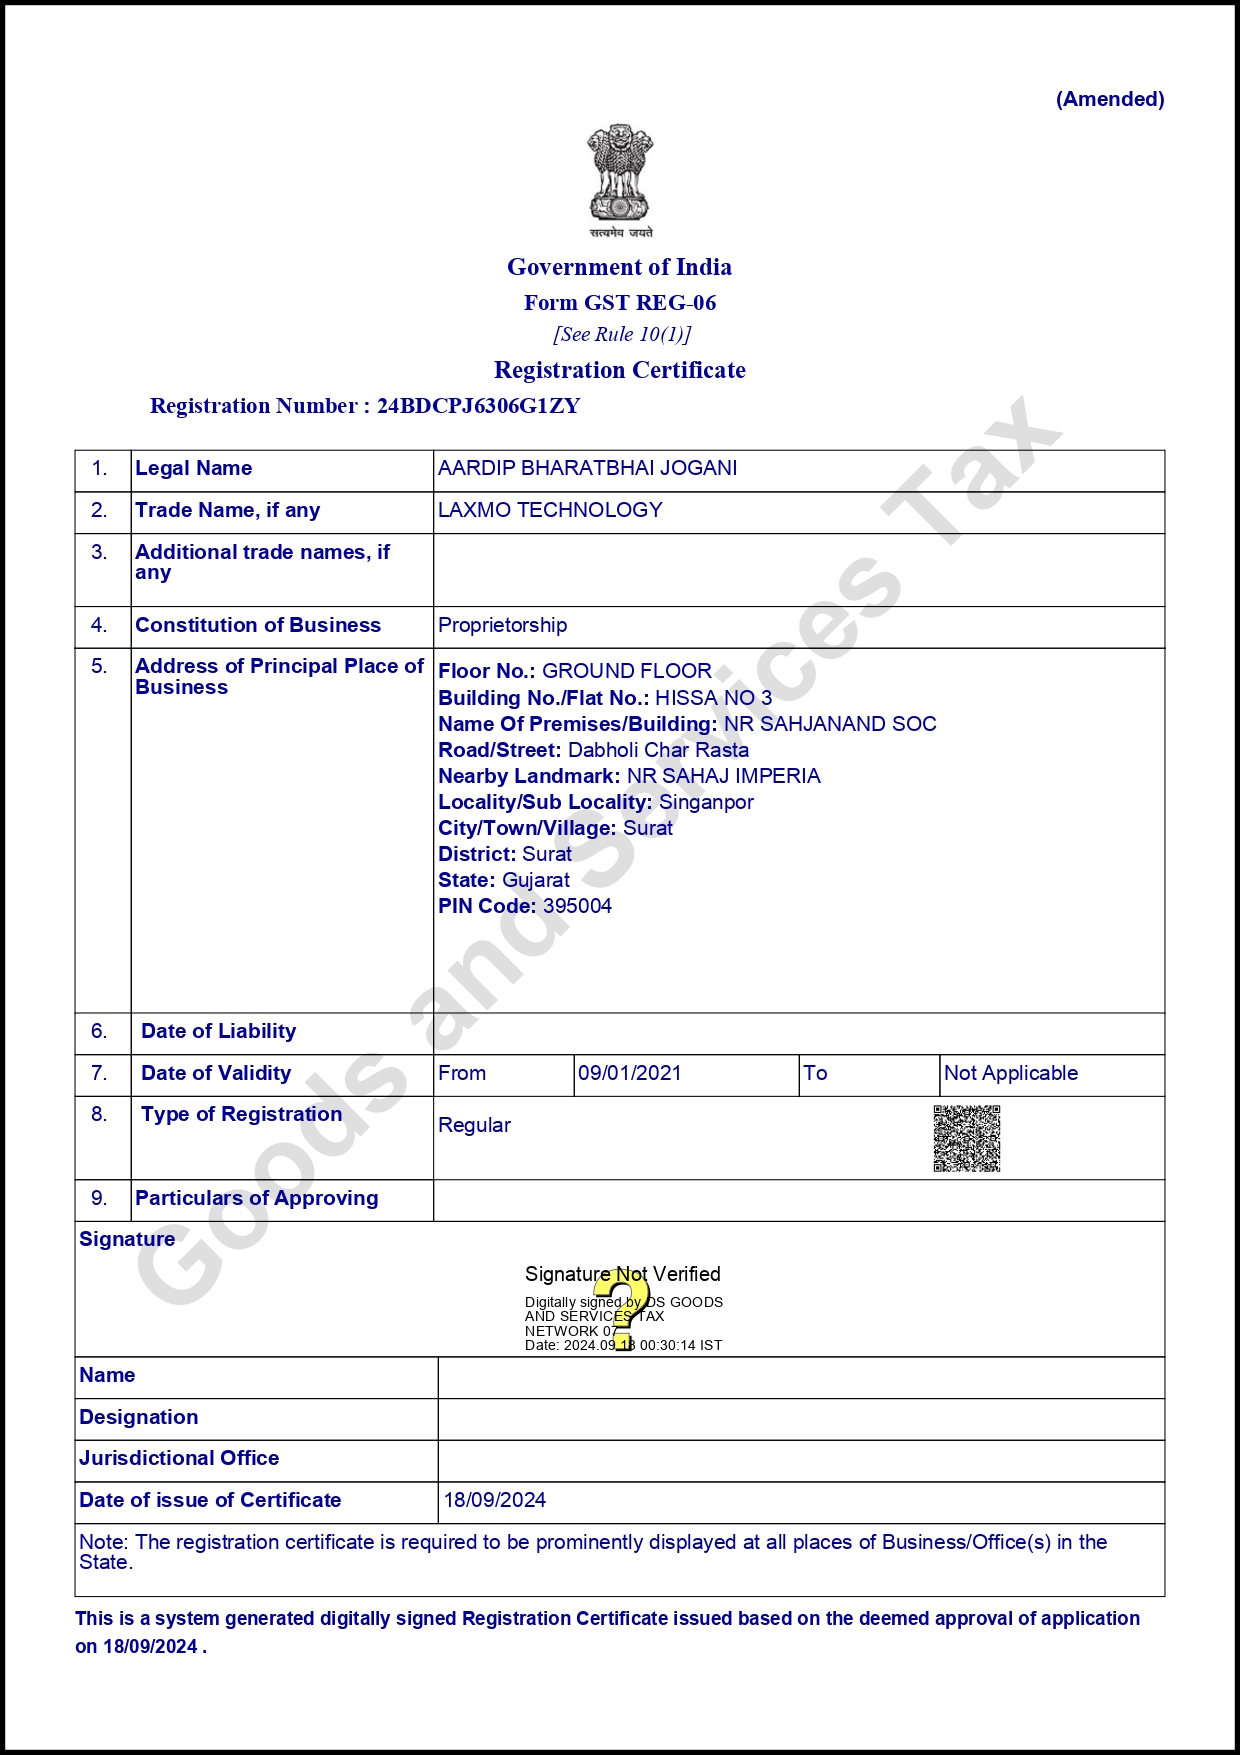 (Amended)
सत्यमेव जयते
Government of India
Form GST REG-06
[See Rule 10(1)]
Registration Certificate
Registration Number : 24BDCPJ6306G1ZY
1. Legal Name AARDIP BHARATBHAI JOGANI
2. Trade Name, if any LAXMO TECHNOLOGY
3. Additional trade names, if
any
4. Constitution of Business Proprietorship
5. Address of Principal Place of
Business
Floor No.: GROUND FLOOR
Building No./Flat No.: HISSA NO 3
Name Of Premises/Building: NR SAHJANAND SOC
Road/Street: Dabholi Char Rasta
Nearby Landmark: NR SAHAJ IMPERIA
Locality/Sub Locality: Singanpor
City/Town/Village: Surat
District: Surat
State: Gujarat
PIN Code: 395004
6. Date of Liability
7. Date of Validity From 09/01/2021 To Not Applicable
8. Type of Registration Regular
9. Particulars of Approving
Signature
Signature Not Verified
Digitally signed by DS GOODS
AND SERVICES TAX
NETWORK 07
Date: 2024.09.18 00:30:14 IST
Name
Designation
Jurisdictional Office
Date of issue of Certificate 18/09/2024
Note: The registration certificate is required to be prominently displayed at all places of Business/Office(s) in the
State.
This is a system generated digitally signed Registration Certificate issued based on the deemed approval of application
on 18/09/2024 .
Goods and Services Tax